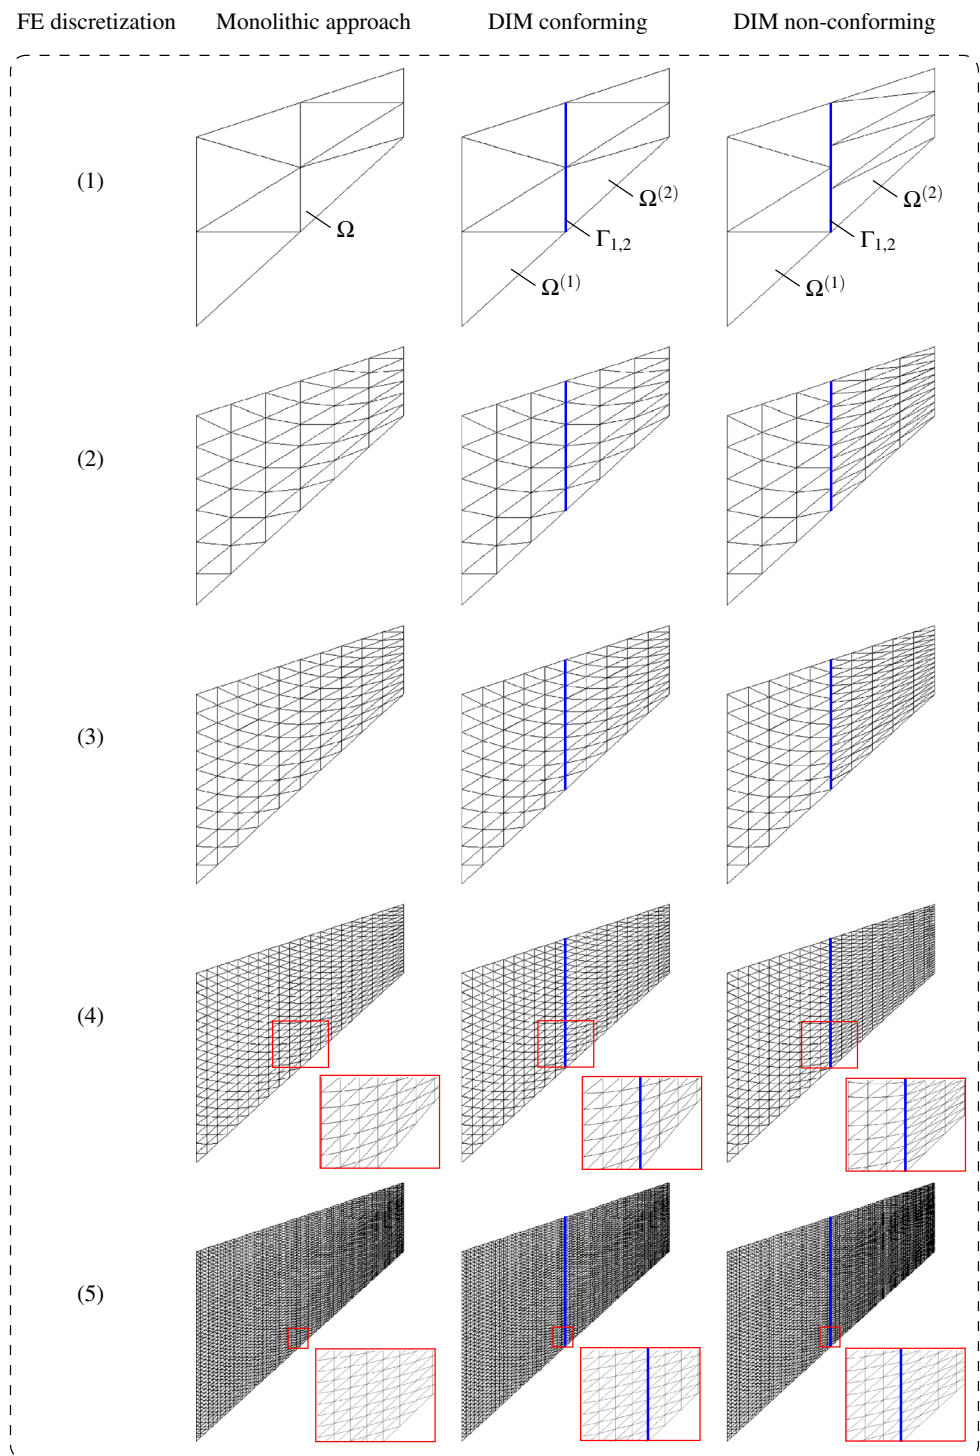 FE discretization Monolithic approach DIM conforming DIM non-conforming
(1)
Ω
Ω(2)
Γ1,2
Ω(1)
Ω(2)
Γ1,2
Ω(1)
(2)
(3)
(4)
(5)